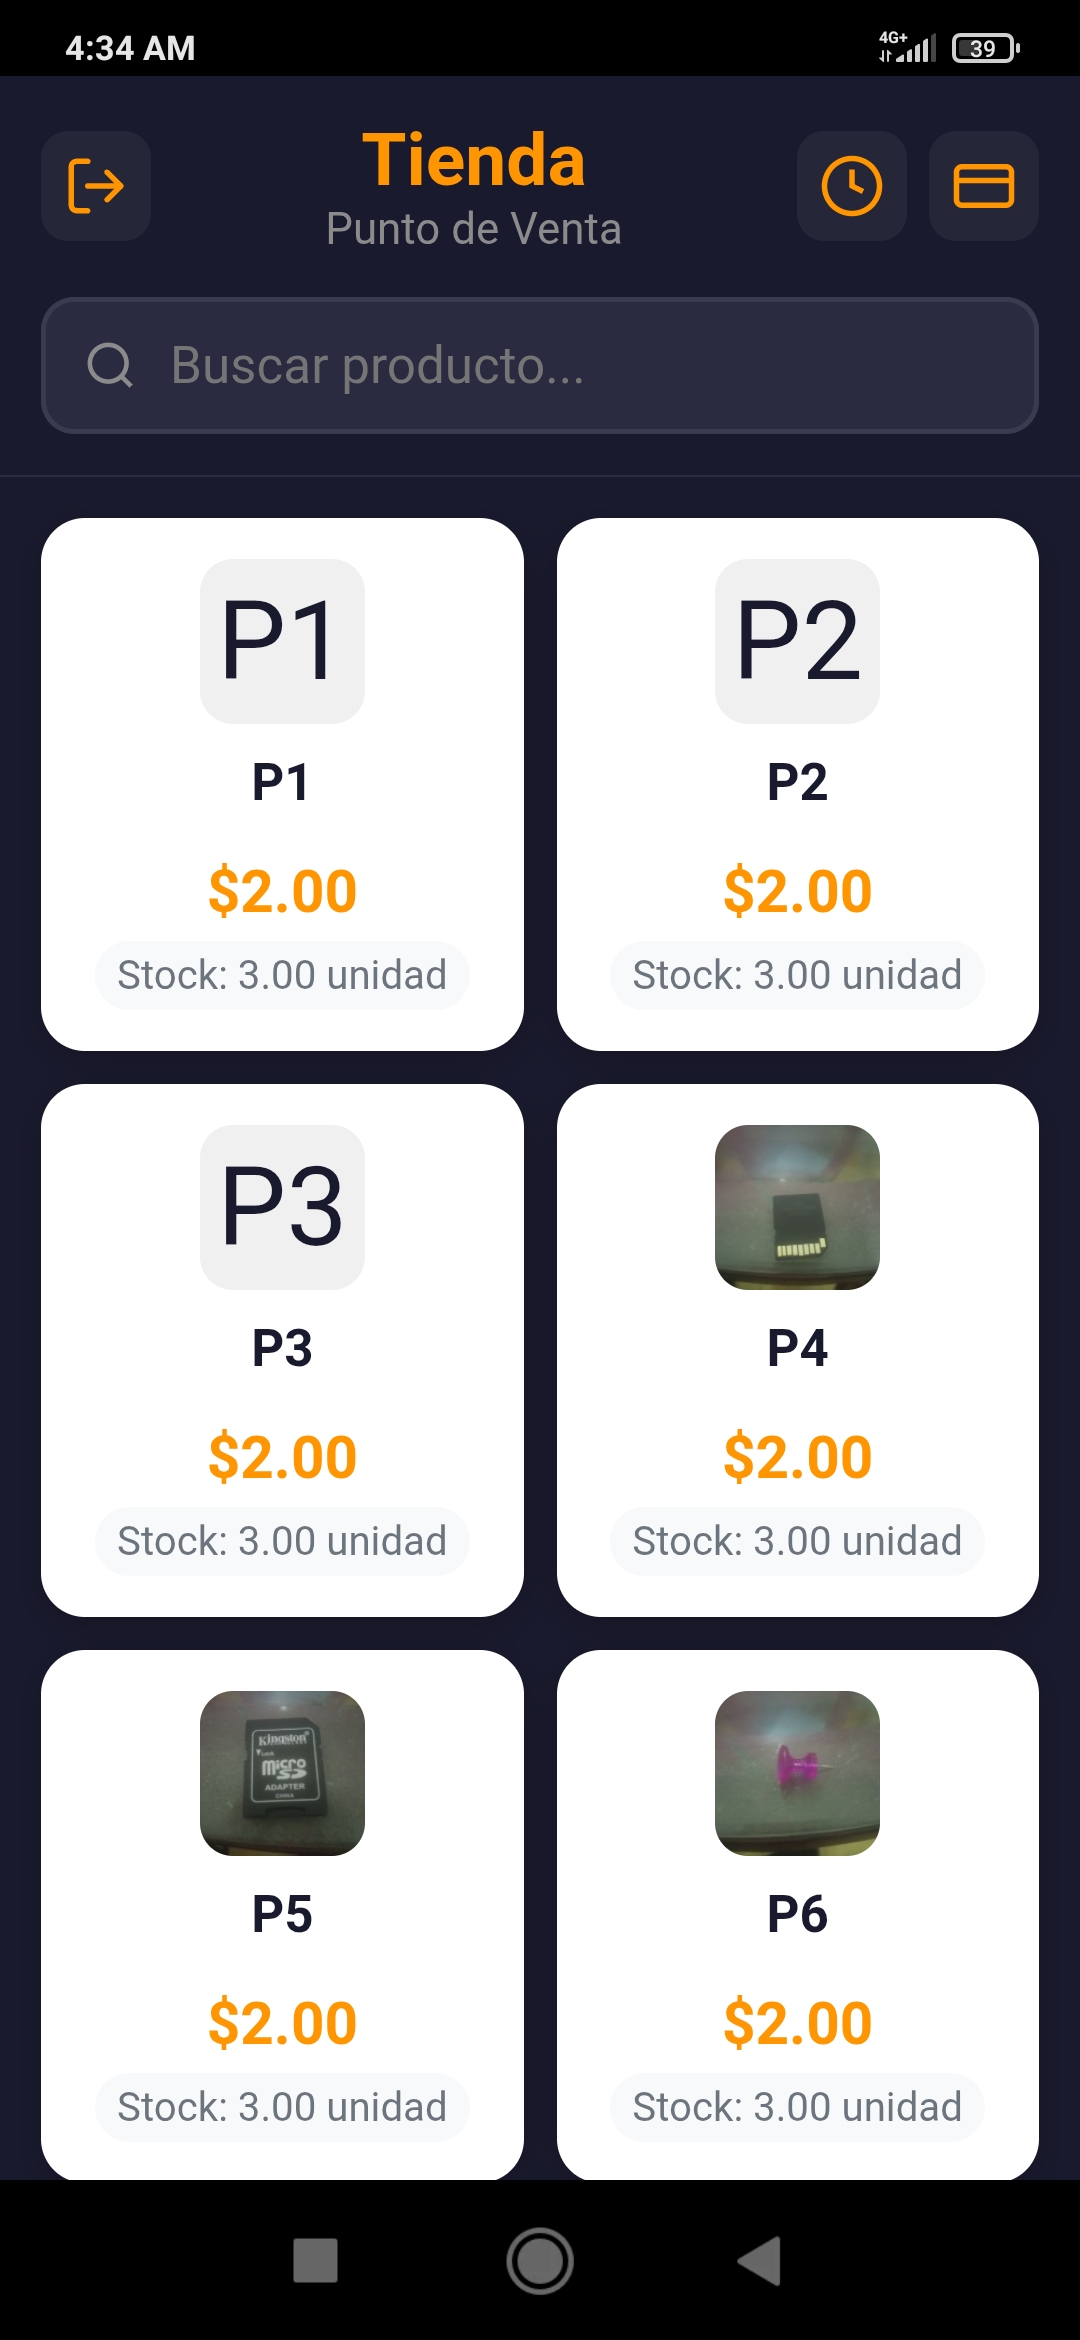 4:34 AM
4G+
39
Tienda
Punto de Venta
Buscar producto...
P1
P2
P1
P2
$2.00
$2.00
Stock: 3.00 unidad
Stock: 3.00 unidad
P3
P3
P4
$2.00
$2.00
Stock: 3.00 unidad
Stock: 3.00 unidad
Kingston
Lock
micro
SD
ADAPTER
CHINA
P5
P6
$2.00
$2.00
Stock: 3.00 unidad
Stock: 3.00 unidad